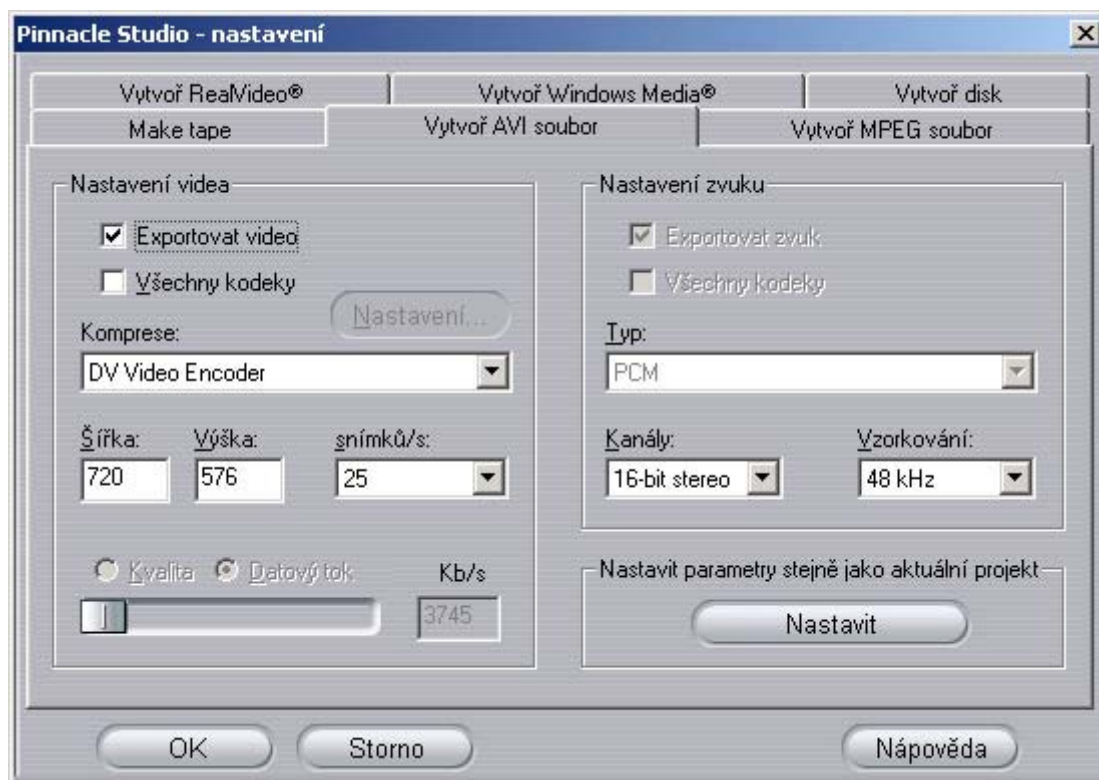 Pinnacle Studio - nastavení
Vytvoř RealVideo®
Vytvoř Windows Media®
Vytvoř disk
Make tape
Vytvoř AVI soubor
Vytvoř MPEG soubor
Nastavení videa
Exportovat video
Všechny kodeky
Nastavení...
Komprese:
DV Video Encoder
Šířka:
Výška:
snímků/s:
720
576
25
Kvalita
Datový tok
Kb/s
3745
Nastavení zvuku
Exportovat zvuk
Všechny kodeky
Typ:
PCM
Kanály:
Vzorkování:
16-bit stereo
48 kHz
Nastavit parametry stejně jako aktuální projekt
Nastavit
OK
Storno
Nápověda